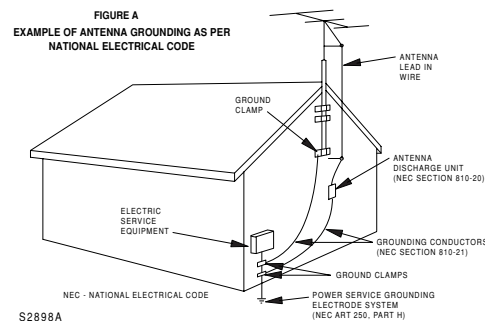 FIGURE A
EXAMPLE OF ANTENNA GROUNDING AS PER
NATIONAL ELECTRICAL CODE
ANTENNA
LEAD IN
WIRE
GROUND
CLAMP
ANTENNA
DISCHARGE UNIT
(NEC SECTION 810-20)
ELECTRIC
SERVICE
EQUIPMENT
GROUNDING CONDUCTORS
(NEC SECTION 810-21)
GROUND CLAMPS
NEC - NATIONAL ELECTRICAL CODE
POWER SERVICE GROUNDING
ELECTRODE SYSTEM
(NEC ART 250, PART H)
S2898A